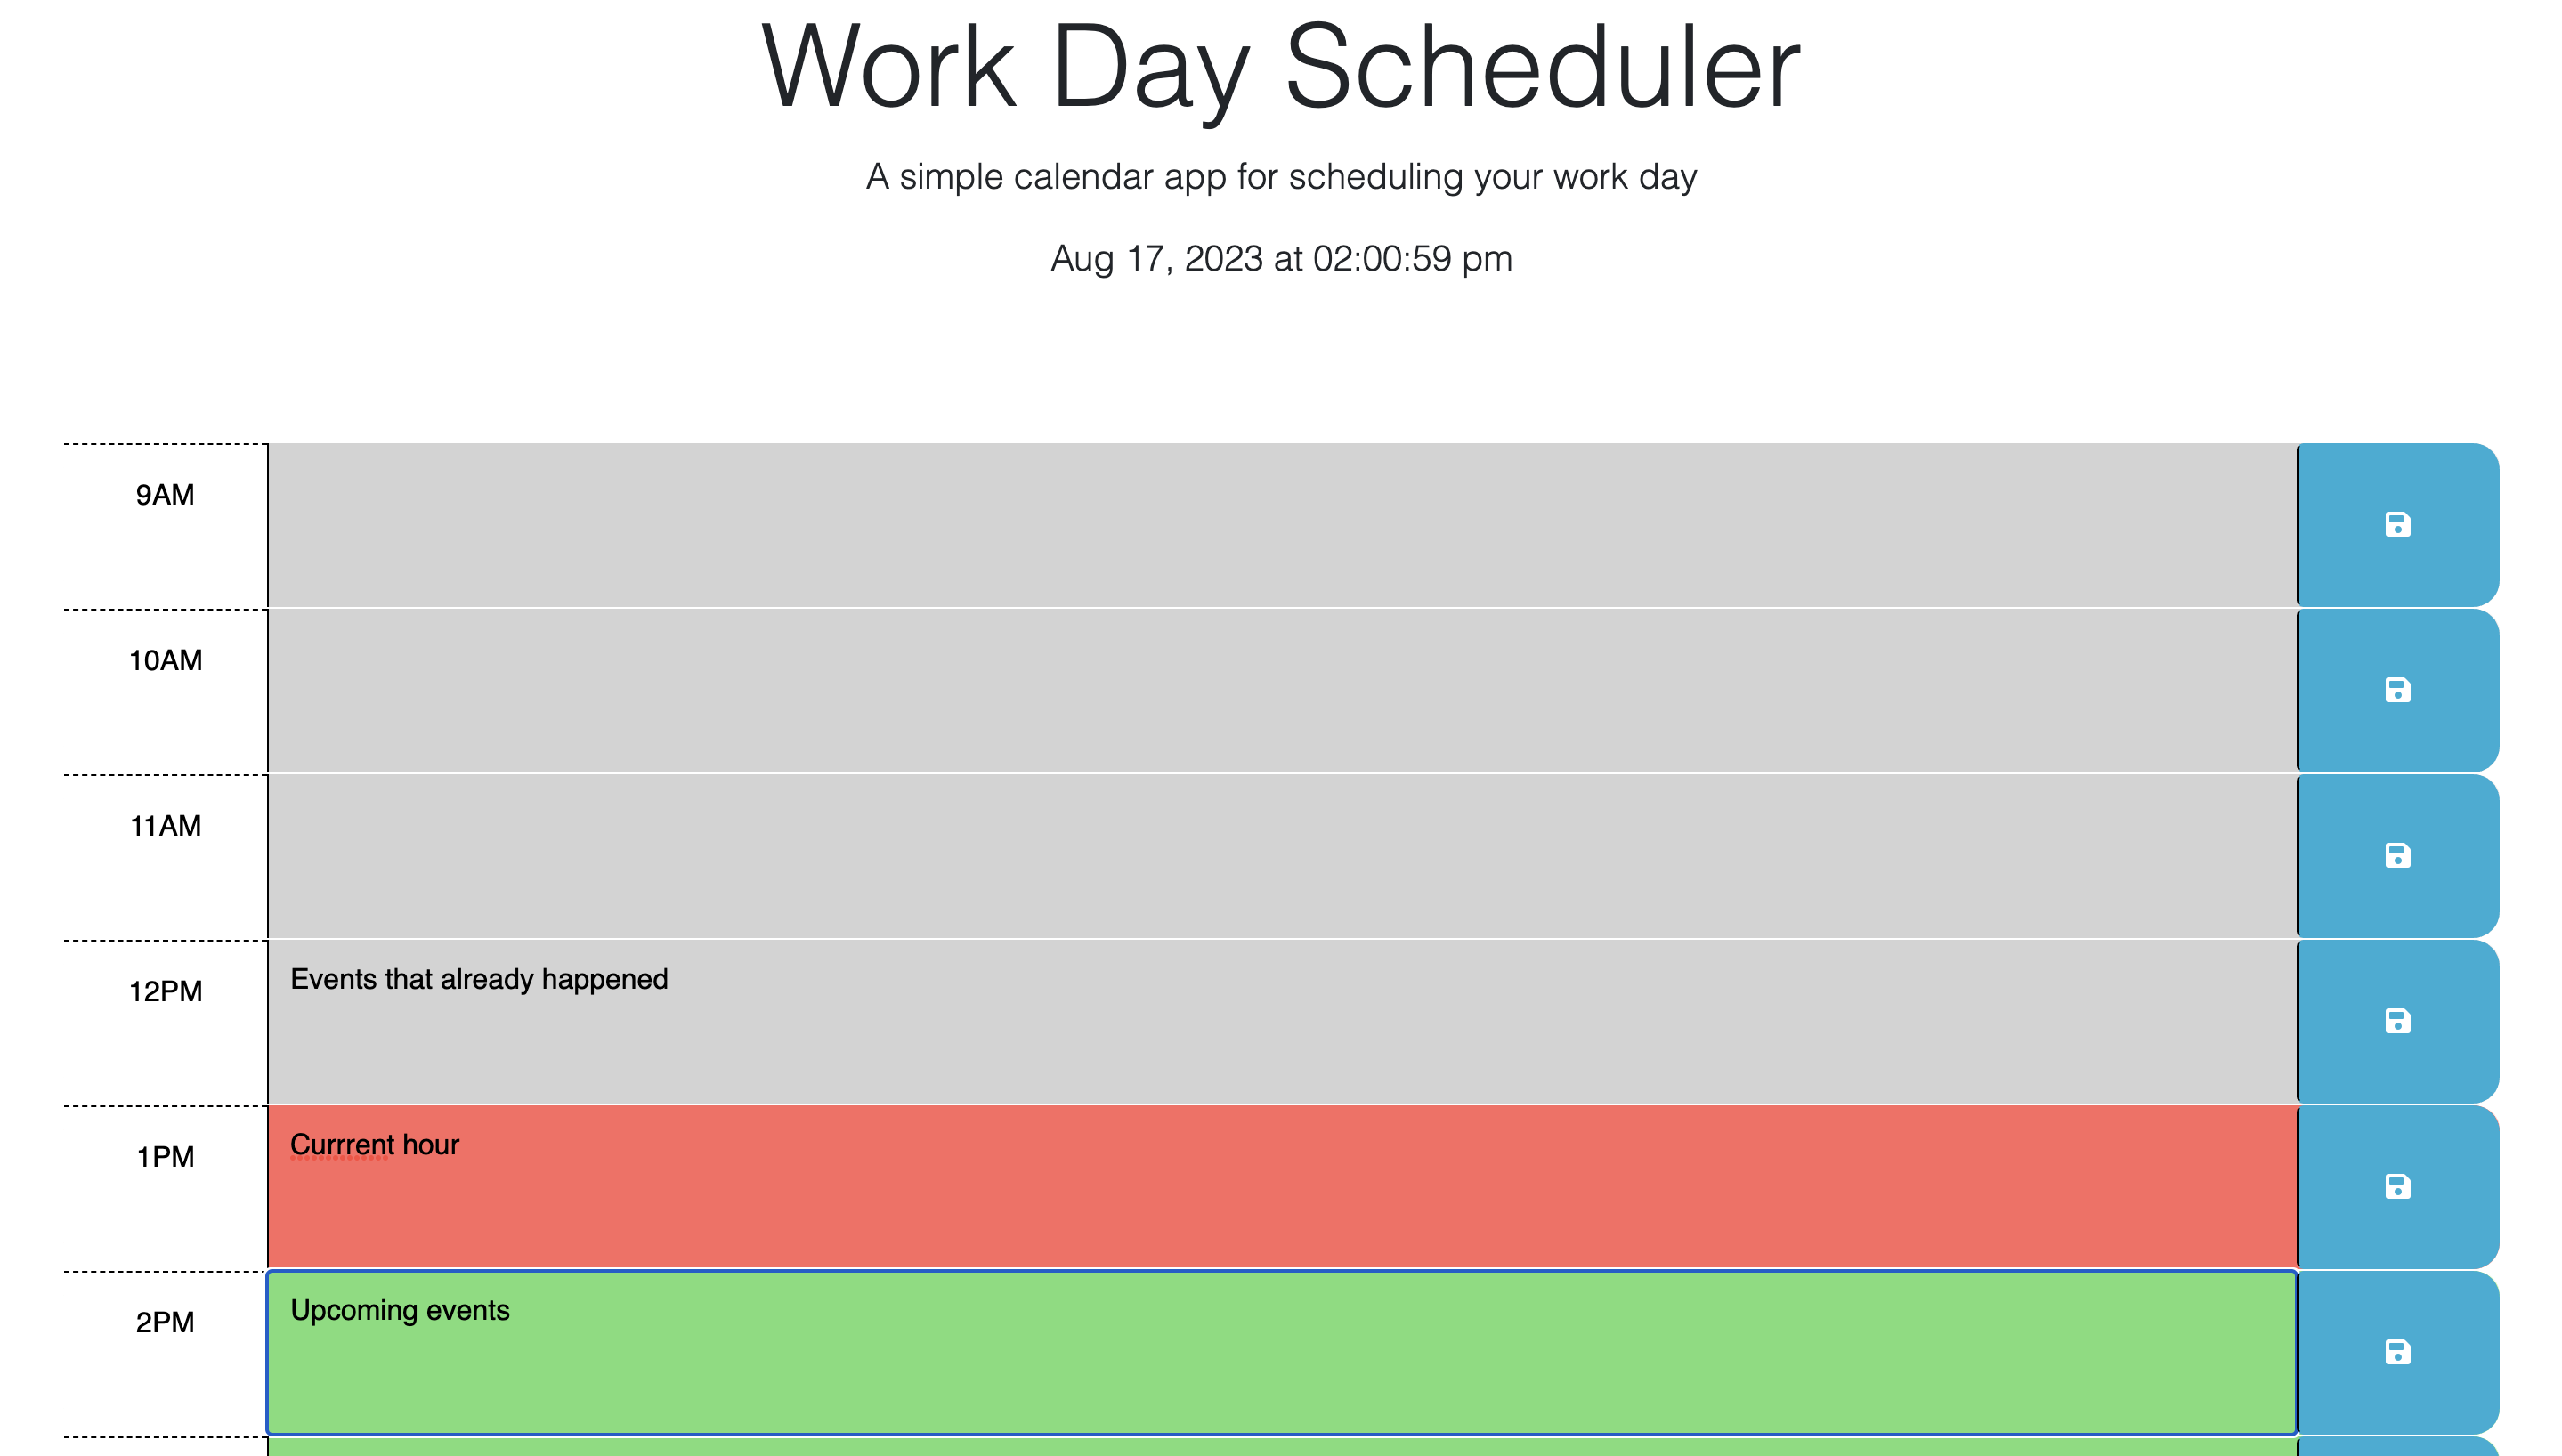 Work Day Scheduler
A simple calendar app for scheduling your work day
Aug 17, 2023 at 02:00:59 pm
9AM
10AM
11AM
12PM
Events that already happened
1PM
Currrent hour
2PM
Upcoming events